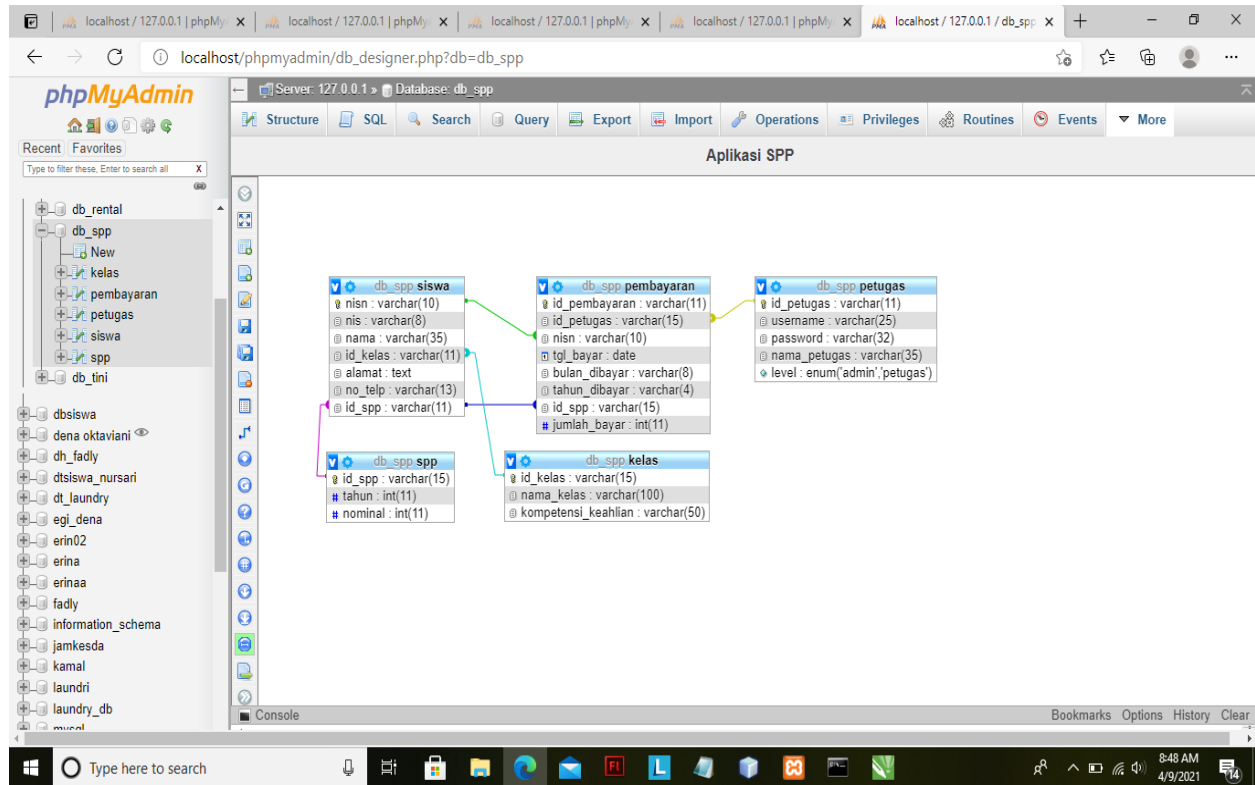 localhost / 127.0.0.1 | phpMy
localhost / 127.0.0.1 | phpMy
localhost / 127.0.0.1 | phpMy
localhost / 127.0.0.1 | phpMy
localhost / 127.0.0.1 / db_spp
localhost/phpmyadmin/db_designer.php?db=db_spp
phpMyAdmin
Recent Favorites
Type to filter these, Enter to search all X
db_rental
db_spp
New
kelas
pembayaran
petugas
siswa
spp
db_tini
dbsiswa
dena oktaviani
dh_fadly
dtsiswa_nursari
dt_laundry
egi_dena
erin02
erina
erinaa
fadly
information_schema
jamkesda
kamal
laundri
laundry_db
mysql
Server: 127.0.0.1 » Database: db_spp
Structure SQL Search Query Export Import Operations Privileges Routines Events More
Aplikasi SPP
db_spp siswa
nisn : varchar(10)
nis : varchar(8)
nama : varchar(35)
id_kelas : varchar(11)
alamat : text
no_telp : varchar(13)
id_spp : varchar(11)
db_spp pembayaran
id_pembayaran : varchar(11)
id_petugas : varchar(15)
nisn : varchar(10)
tgl_bayar : date
bulan_dibayar : varchar(8)
tahun_dibayar : varchar(4)
id_spp : varchar(15)
# jumlah_bayar : int(11)
db_spp petugas
id_petugas : varchar(11)
username : varchar(25)
password : varchar(32)
nama_petugas : varchar(35)
level : enum('admin','petugas')
db_spp spp
id_spp : varchar(15)
# tahun : int(11)
# nominal : int(11)
db_spp kelas
id_kelas : varchar(15)
nama_kelas : varchar(100)
kompetensi_keahlian : varchar(50)
Console
Bookmarks Options History Clear
Type here to search
8:48 AM
4/9/2021
14